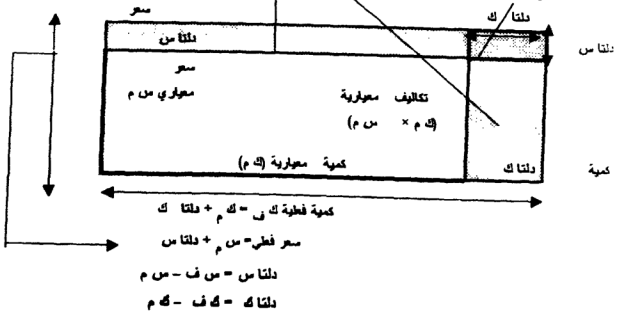 سعر
دلتا ك
دلتا س
دلتا س
سعر
معياري س م
تكاليف معيارية
(ك م × س م)
كمية معيارية (ك م)
دلتا ك
كمية
كمية فعلية ك ف = ك م + دلتا ك
سعر فعلي= س م + دلتا س
دلتا س = س ف – س م
دلتا ك = ك ف – ك م